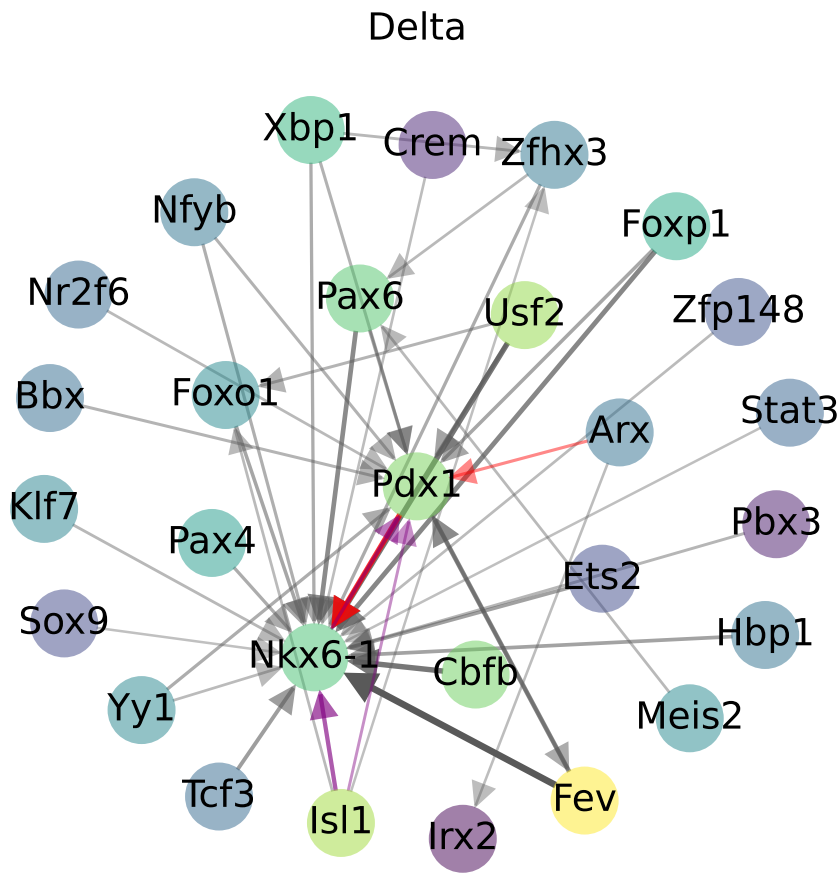 Delta
Xbp1
Crem
Zfhx3
Nfyb
Foxp1
Nr2f6
Pax6
Usf2
Zfp148
Bbx
Foxo1
Arx
Stat3
Klf7
Pdx1
Pax4
Pbx3
Ets2
Sox9
Nkx6-1
Hbp1
Cbfb
Yy1
Meis2
Tcf3
Isl1
Irx2
Fev